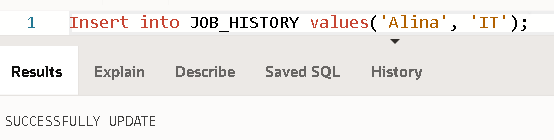 1 Insert into JOB_HISTORY values('Alina', 'IT');
Results Explain Describe Saved SQL History
SUCCESSFULLY UPDATE